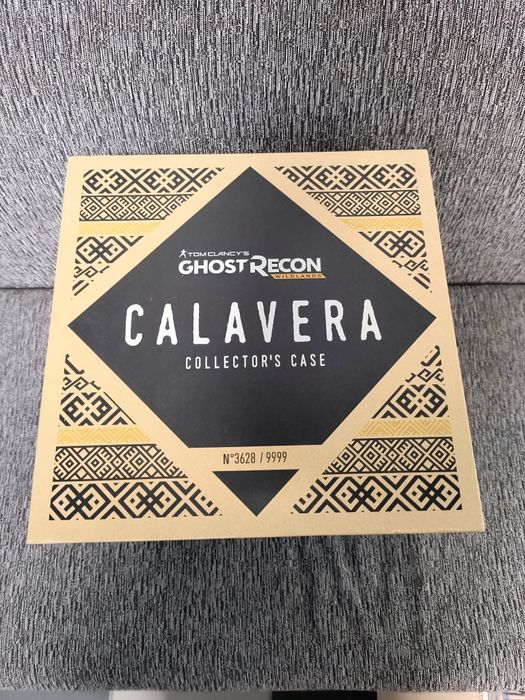 TOM CLANCY'S
GHOST RECON
WILDLANDS
CALAVERA
COLLECTOR'S CASE
N°3628 / 9999